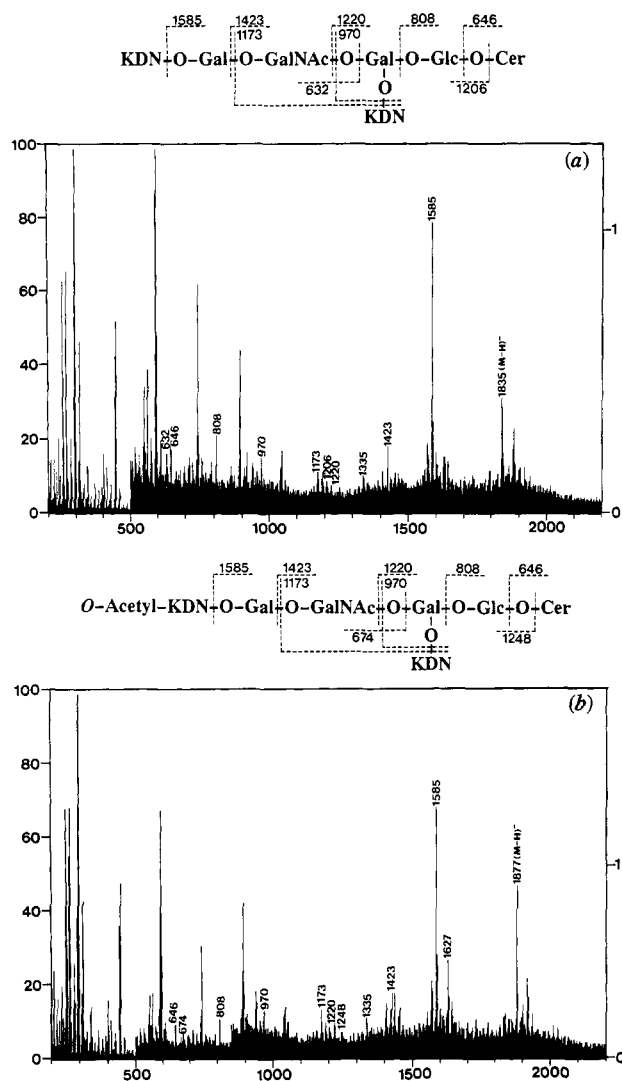 1585 1423 1220 808 646
1173 970
KDN-O-Gal-O-GalNAc-O-Gal-O-Glc-O-Cer
632 O 1206
KDN
(a)
100
80
60
40
20
0
1
0
632
646
808
970
1173
1206
1220
1335
1423
1585
1835 (M-H)⁻
500 1000 1500 2000
1585 1423 1220 808 646
1173 970
O-Acetyl-KDN-O-Gal-O-GalNAc-O-Gal-O-Glc-O-Cer
674 O 1248
KDN
(b)
100
80
60
40
20
0
1
0
646
674
808
970
1173
1220
1248
1335
1423
1585
1627
1877 (M-H)⁻
500 1000 1500 2000